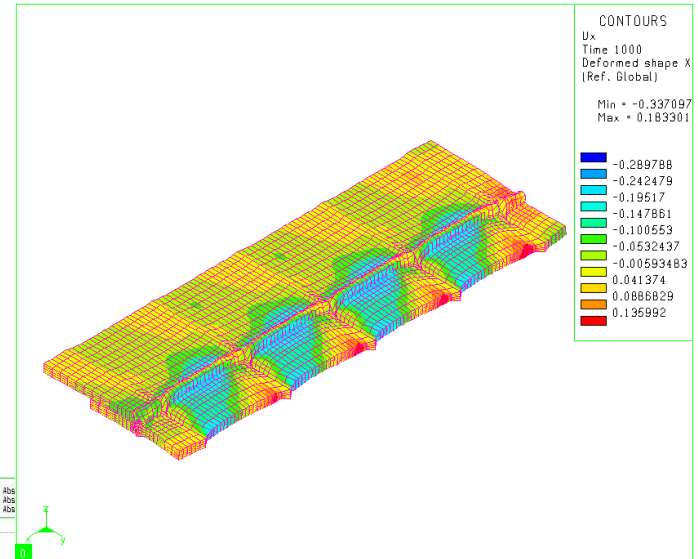 CONTOURS
Ux
Time 1000
Deformed shape X
(Ref. Global)
Min = -0.337097
Max = 0.183301
-0.289788
-0.242479
-0.19517
-0.147861
-0.100553
-0.0532437
-0.00593483
0.041374
0.0886829
0.135992
Abs
Abs
Abs
z
x y
0